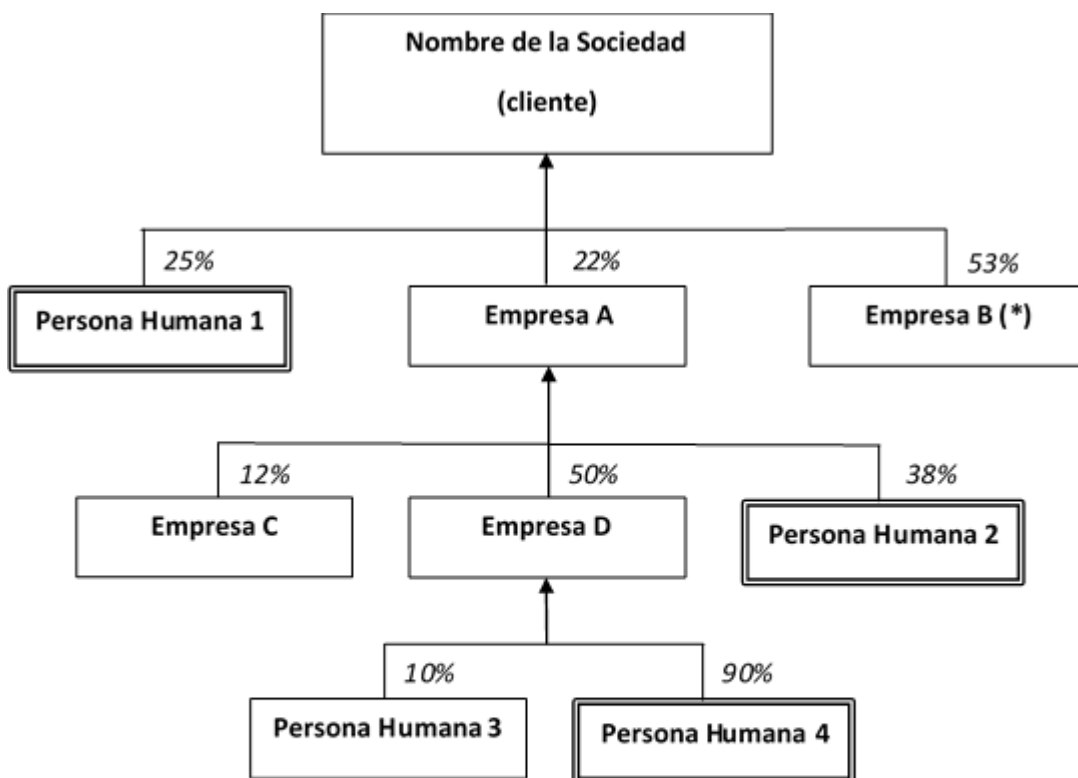 Nombre de la Sociedad
(cliente)
25%
22%
53%
Persona Humana 1
Empresa A
Empresa B (*)
12%
50%
38%
Empresa C
Empresa D
Persona Humana 2
10%
90%
Persona Humana 3
Persona Humana 4